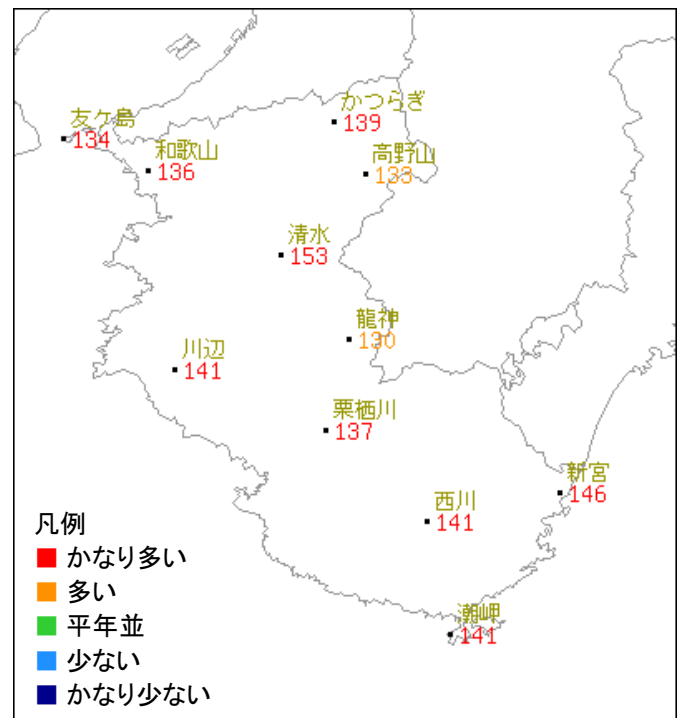 かつらぎ
139
友ケ島
134
和歌山
136
高野山
133
清水
153
龍神
130
川辺
141
栗栖川
137
新宮
146
西川
141
潮岬
141
凡例
かなり多い
多い
平年並
少ない
かなり少ない